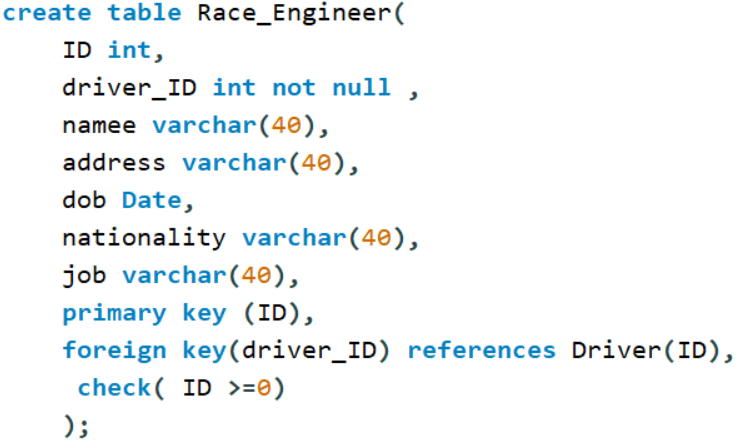 create table Race_Engineer(
ID int,
driver_ID int not null ,
namee varchar(40),
address varchar(40),
dob Date,
nationality varchar(40),
job varchar(40),
primary key (ID),
foreign key(driver_ID) references Driver(ID),
check( ID >=0)
);